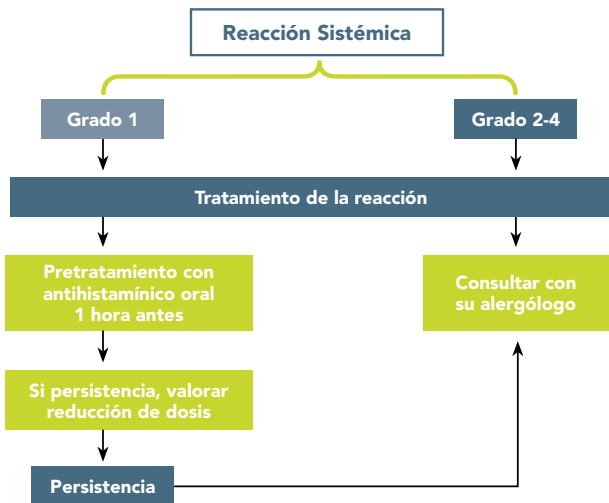 Reacción Sistémica
Grado 1
Grado 2-4
Tratamiento de la reacción
Pretratamiento con
antihistamínico oral
1 hora antes
Consultar con
su alergólogo
Si persistencia, valorar
reducción de dosis
Persistencia